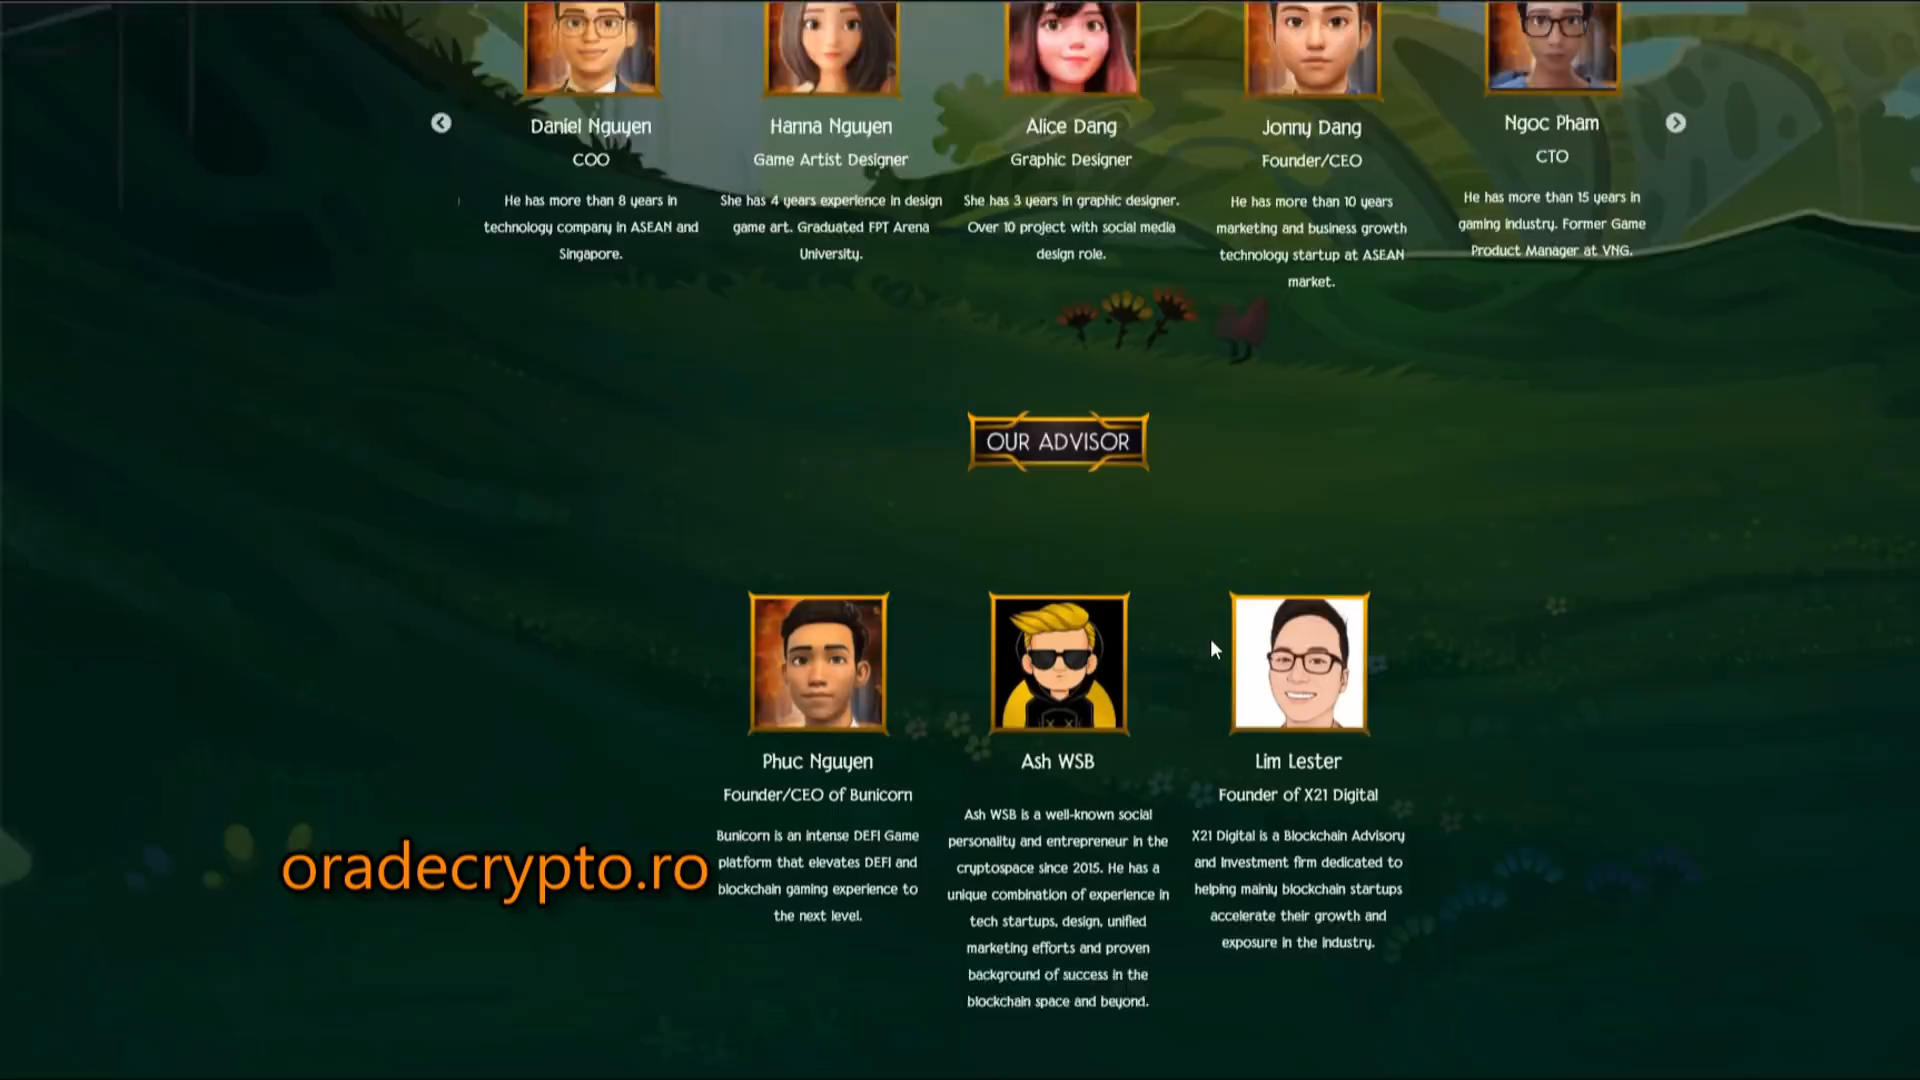 Daniel Nguyen
COO
He has more than 8 years in
technology company in ASEAN and
Singapore.
Hanna Nguyen
Game Artist Designer
She has 4 years experience in design
game art. Graduated FPT Arena
University.
Alice Dang
Graphic Designer
She has 3 years in graphic designer.
Over 10 project with social media
design role.
Jonny Dang
Founder/CEO
He has more than 10 years
marketing and business growth
technology startup at ASEAN
market.
Ngoc Pham
CTO
He has more than 15 years in
gaming industry. Former Game
Product Manager at VNG.
OUR ADVISOR
Phuc Nguyen
Founder/CEO of Bunicorn
Bunicorn is an intense DEFI Game
platform that elevates DEFI and
blockchain gaming experience to
the next level.
Ash WSB
Ash WSB is a well-known social
personality and entrepreneur in the
cryptospace since 2015. He has a
unique combination of experience in
tech startups, design, unified
marketing efforts and proven
background of success in the
blockchain space and beyond.
Lim Lester
Founder of X21 Digital
X21 Digital is a Blockchain Advisory
and Investment firm dedicated to
helping mainly blockchain startups
accelerate their growth and
exposure in the industry.
oradecrypto.ro